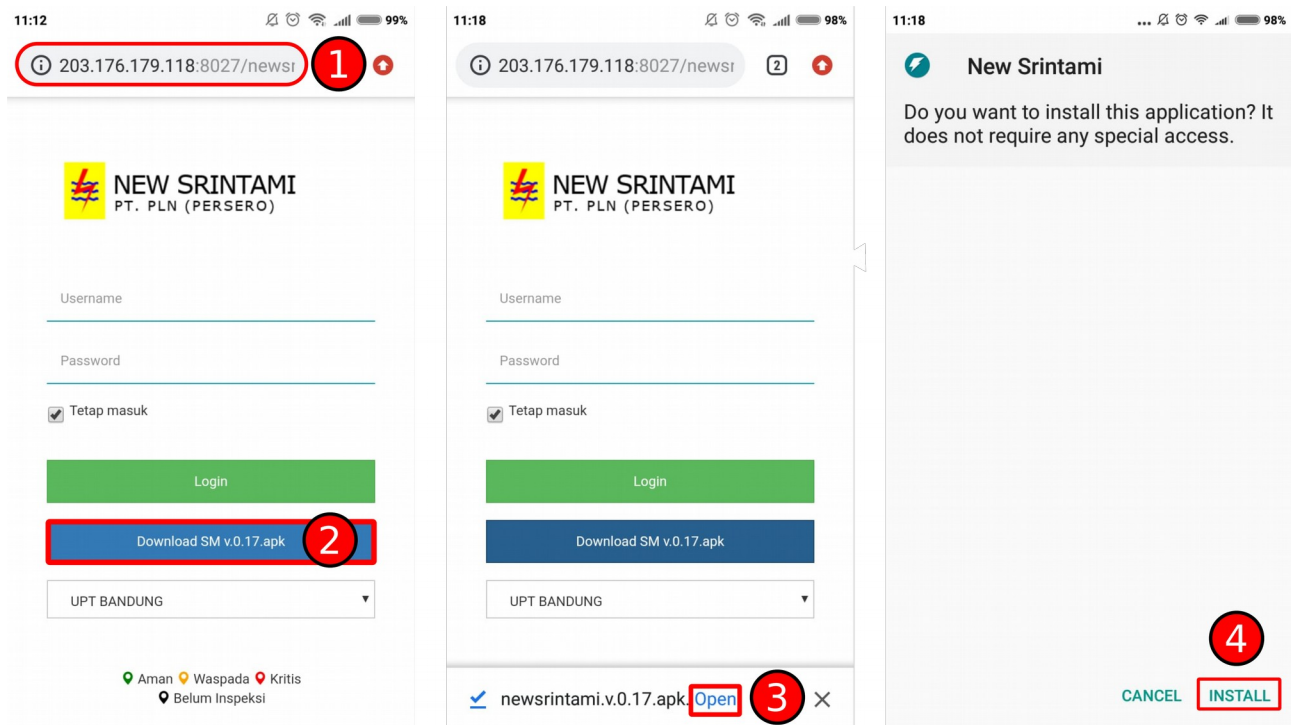 11:12
99%
203.176.179.118:8027/newsr
1
NEW SRINTAMI
PT. PLN (PERSERO)
Username
Password
Tetap masuk
Login
Download SM v.0.17.apk
2
UPT BANDUNG
Aman Waspada Kritis
Belum Inspeksi
11:18
98%
203.176.179.118:8027/newsr
2
NEW SRINTAMI
PT. PLN (PERSERO)
Username
Password
Tetap masuk
Login
Download SM v.0.17.apk
UPT BANDUNG
newsrintami.v.0.17.apk. Open
3
11:18
... 98%
New Srintami
Do you want to install this application? It
does not require any special access.
4
CANCEL INSTALL